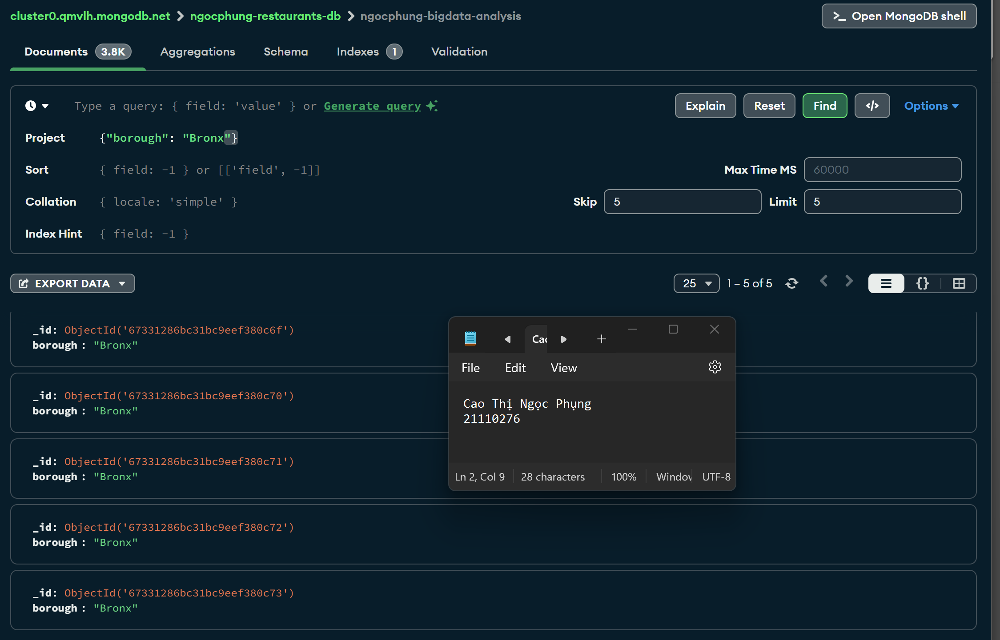 cluster0.qmvlh.mongodb.net > ngocphung-restaurants-db > ngocphung-bigdata-analysis
>_ Open MongoDB shell
Documents 3.8K Aggregations Schema Indexes 1 Validation
Type a query: { field: 'value' } or Generate query
Explain Reset Find </> Options
Project {"borough": "Bronx"}
Sort { field: -1 } or [['field', -1]]
Max Time MS 60000
Collation { locale: 'simple' }
Skip 5 Limit 5
Index Hint { field: -1 }
EXPORT DATA
25 1 – 5 of 5 {}
_id: ObjectId('67331286bc31bc9eef380c6f')
borough : "Bronx"
_id: ObjectId('67331286bc31bc9eef380c70')
borough : "Bronx"
_id: ObjectId('67331286bc31bc9eef380c71')
borough : "Bronx"
_id: ObjectId('67331286bc31bc9eef380c72')
borough : "Bronx"
_id: ObjectId('67331286bc31bc9eef380c73')
borough : "Bronx"
Cao
File Edit View
Cao Thị Ngọc Phụng
21110276
Ln 2, Col 9 28 characters 100% Window UTF-8